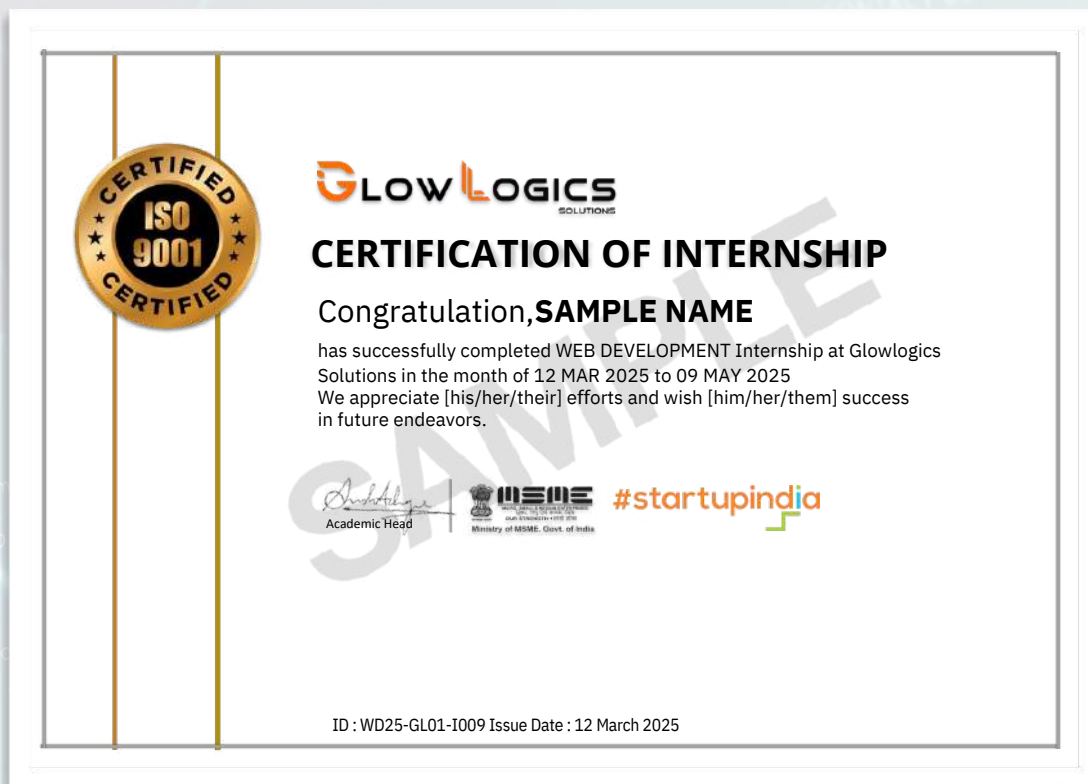 CERTIFIED
ISO
9001
CERTIFIED
GLOW LOGICS
SOLUTIONS
CERTIFICATION OF INTERNSHIP
Congratulation,SAMPLE NAME
has successfully completed WEB DEVELOPMENT Internship at Glowlogics
Solutions in the month of 12 MAR 2025 to 09 MAY 2025
We appreciate [his/her/their] efforts and wish [him/her/them] success
in future endeavors.
SAMPLE
Academic Head
MSME
Ministry of MSME. Govt. of India
#startupindia
ID : WD25-GL01-I009 Issue Date : 12 March 2025